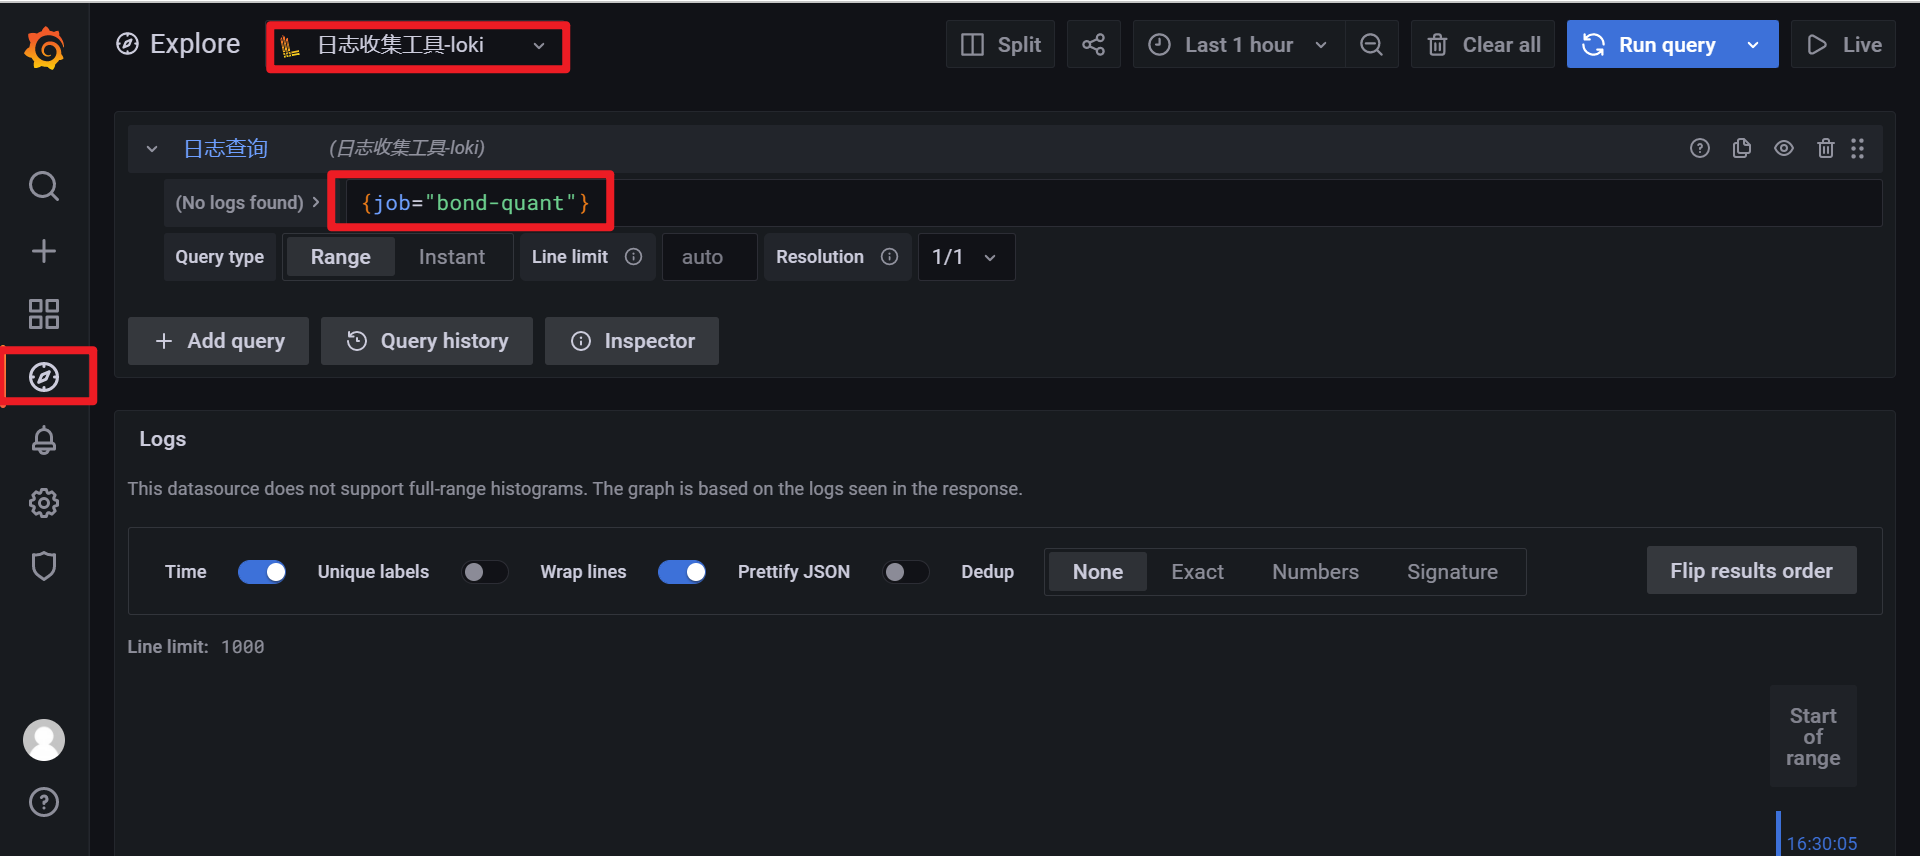 Explore
日志收集工具-loki
Split
Last 1 hour
Clear all
Run query
Live
日志查询
(日志收集工具-loki)
(No logs found) >
{job="bond-quant"}
Query type
Range
Instant
Line limit
auto
Resolution
1/1
Add query
Query history
Inspector
Logs
This datasource does not support full-range histograms. The graph is based on the logs seen in the response.
Time
Unique labels
Wrap lines
Prettify JSON
Dedup
None
Exact
Numbers
Signature
Flip results order
Line limit: 1000
Start
of
range
16:30:05